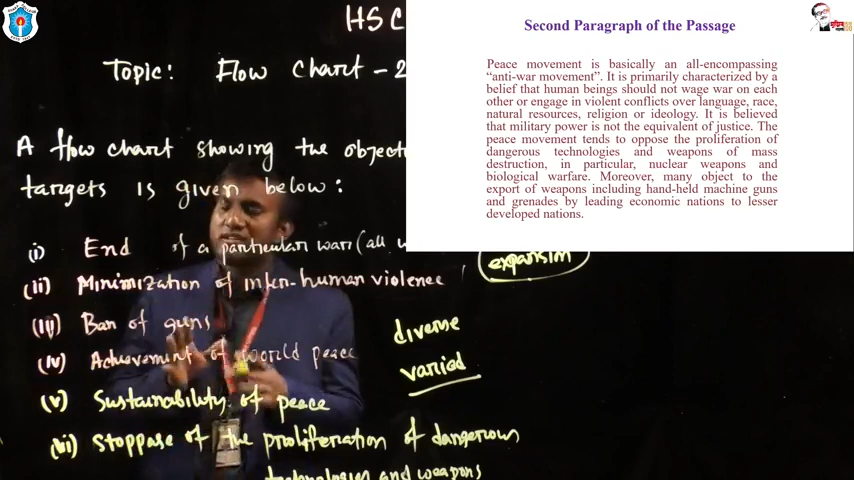 HSC
Topic: Flow Chart - 2
A flow chart showing the object
targets is given below:
(i) End of a particular war (all
(ii) Minimization of inter-human violence
(iii) Ban of guns
(iv) Achievement of world peace
(v) Sustainability of peace
(vi) Stoppage of the proliferation of dangerous
technologies and weapons
expansion
diverse
varied
Second Paragraph of the Passage
Peace movement is basically an all-encompassing
“anti-war movement”. It is primarily characterized by a
belief that human beings should not wage war on each
other or engage in violent conflicts over language, race,
natural resources, religion or ideology. It is believed
that military power is not the equivalent of justice. The
peace movement tends to oppose the proliferation of
dangerous technologies and weapons of mass
destruction, in particular, nuclear weapons and
biological warfare. Moreover, many object to the
export of weapons including hand-held machine guns
and grenades by leading economic nations to lesser
developed nations.